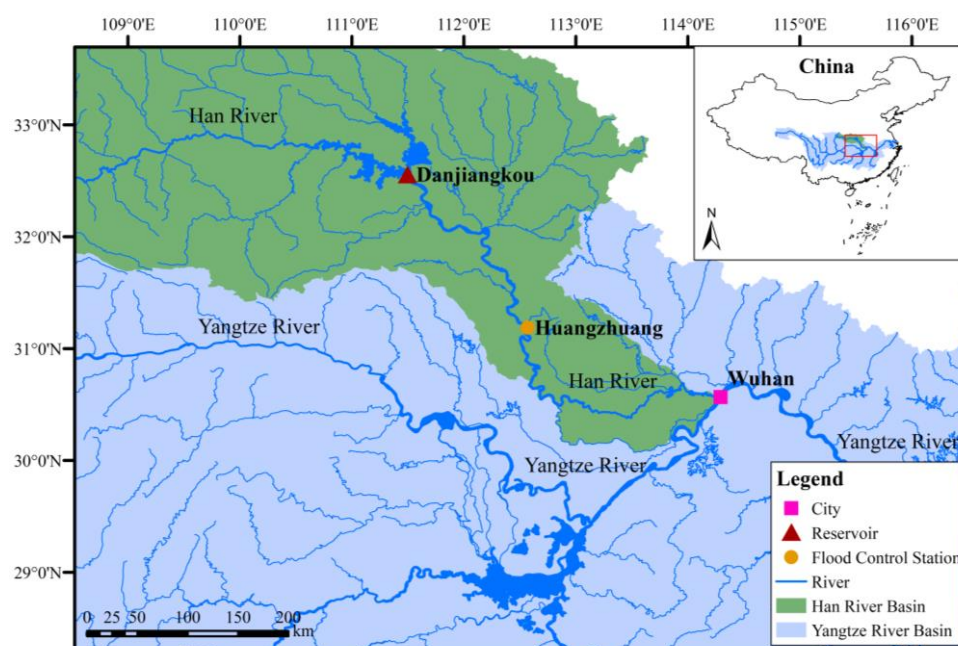 109°0'E 110°0'E 111°0'E 112°0'E 113°0'E 114°0'E 115°0'E 116°0'E
China
33°0'N
Han River
Danjiangkou
N
32°0'N
Yangtze River
Huangzhuang
31°0'N
Han River
Wuhan
30°0'N
Yangtze River
Yangtze River
Legend
City
Reservoir
Flood Control Station
29°0'N
River
Han River Basin
Yangtze River Basin
0 25 50 100 150 200
km